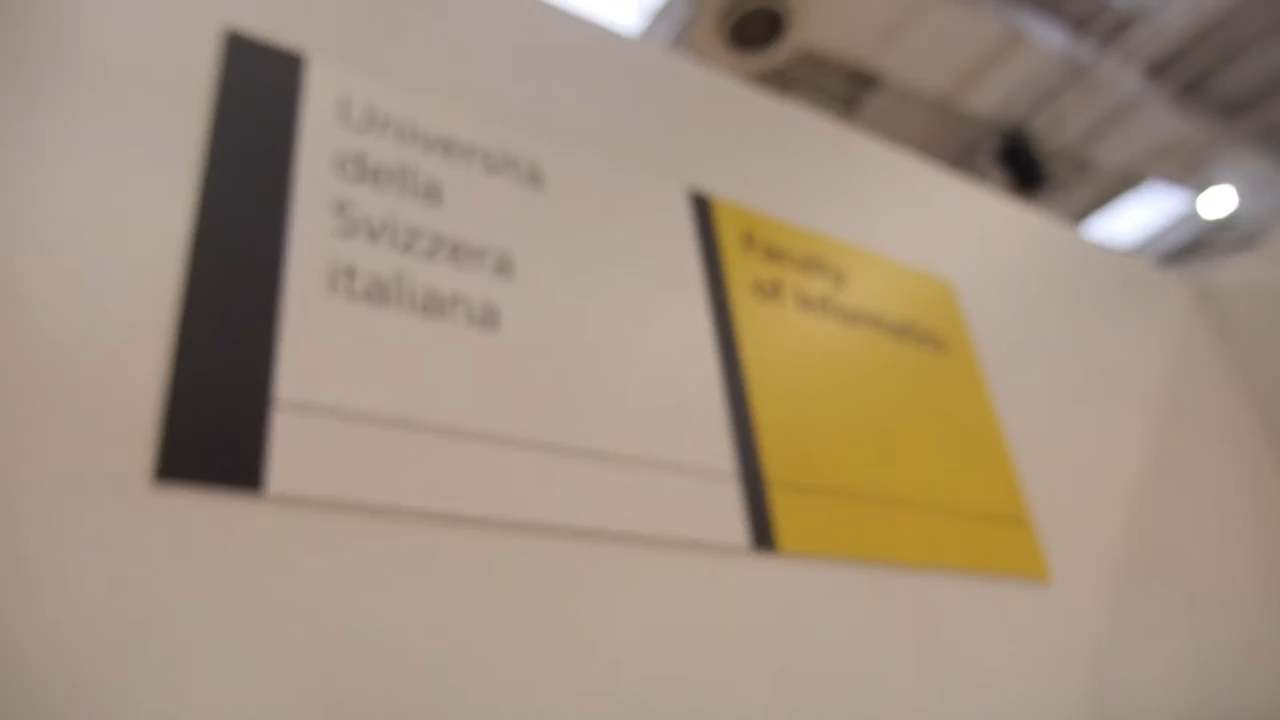 Università
della
Svizzera
italiana
Faculty
of Informatics